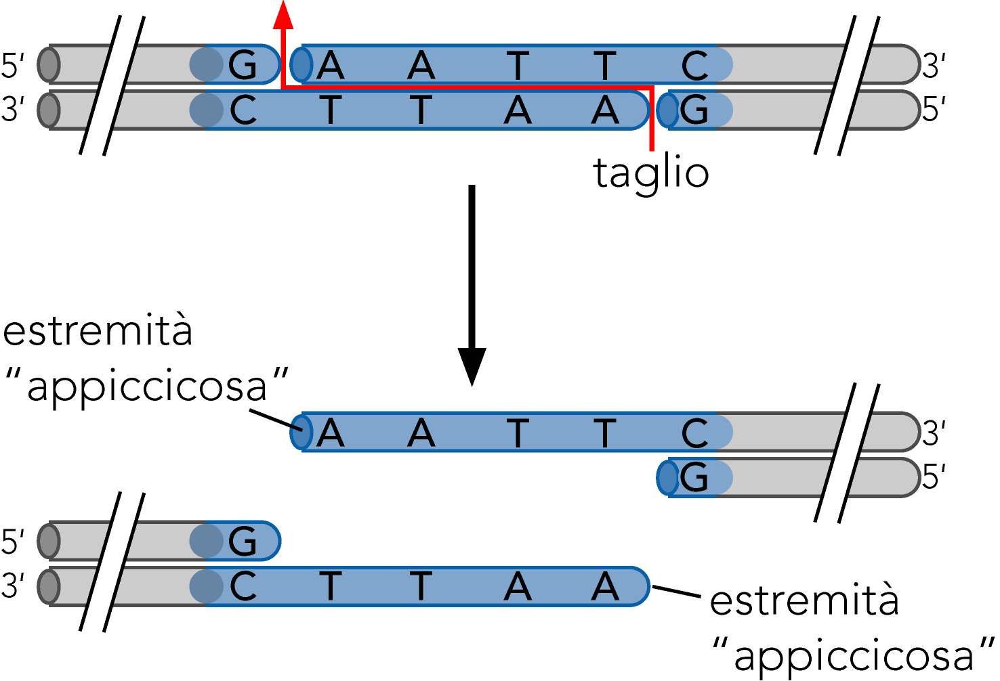 5' G A A T T C 3'
3' C T T A A G 5'
taglio
estremità
“appiccicosa”
A A T T C 3'
G 5'
5' G
3' C T T A A
estremità
“appiccicosa”